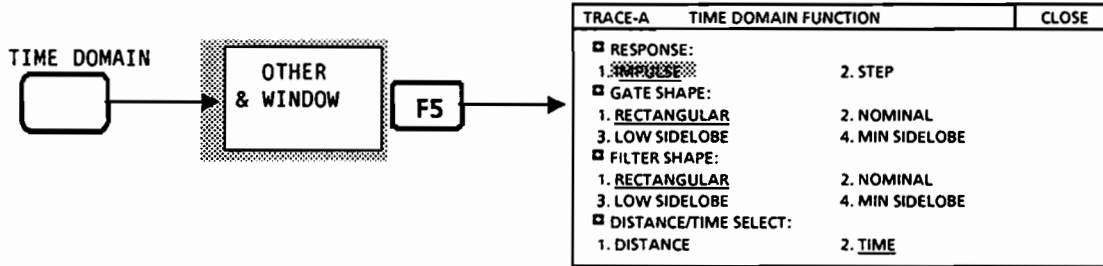 TIME DOMAIN
OTHER
& WINDOW
F5
TRACE-A TIME DOMAIN FUNCTION CLOSE
RESPONSE:
1. IMPULSE 2. STEP
GATE SHAPE:
1. RECTANGULAR 2. NOMINAL
3. LOW SIDELOBE 4. MIN SIDELOBE
FILTER SHAPE:
1. RECTANGULAR 2. NOMINAL
3. LOW SIDELOBE 4. MIN SIDELOBE
DISTANCE/TIME SELECT:
1. DISTANCE 2. TIME